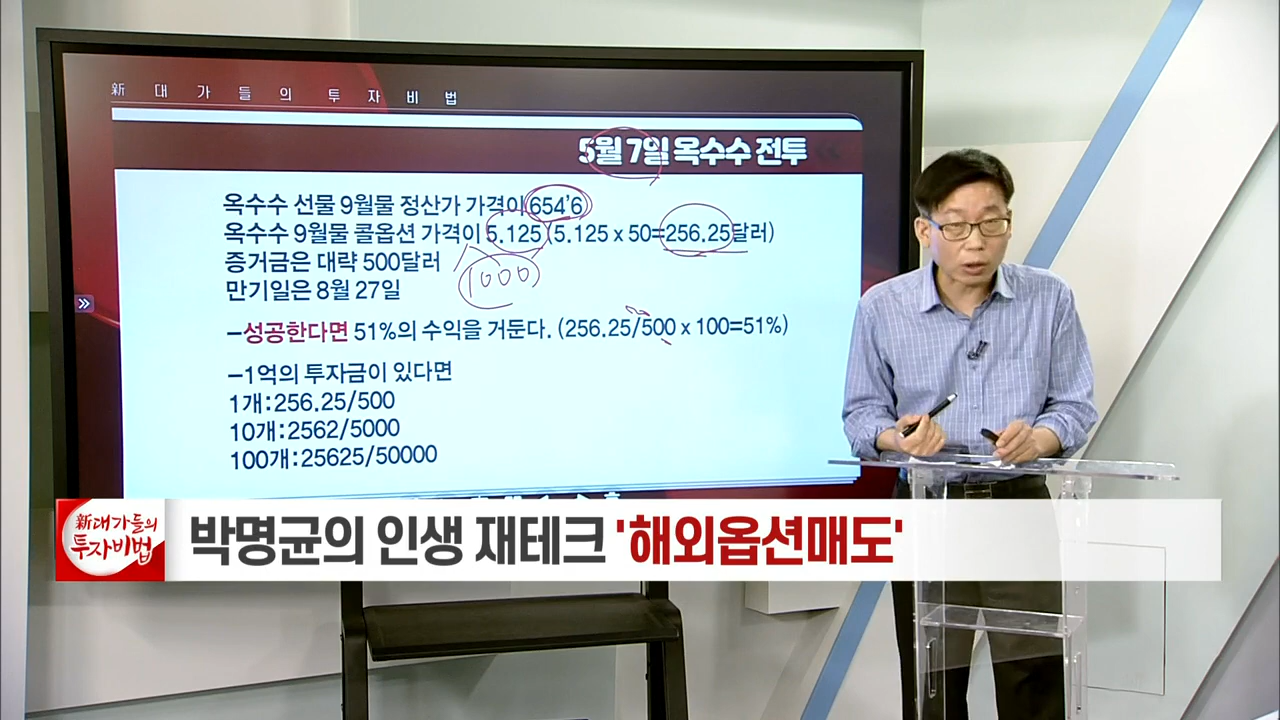 新 대 가 들 의 투 자 비 법
5월 7일 옥수수 전투
옥수수 선물 9월물 정산가 가격이 654'6
옥수수 9월물 콜옵션 가격이 5.125 (5.125 x 50=256.25달러)
증거금은 대략 500달러
1000
만기일은 8월 27일
–성공한다면 51%의 수익을 거둔다. (256.25/500 x 100=51%)
–1억의 투자금이 있다면
1개:256.25/500
10개:2562/5000
100개:25625/50000
新대가들의
투자비법
박명균의 인생 재테크 '해외옵션매도'